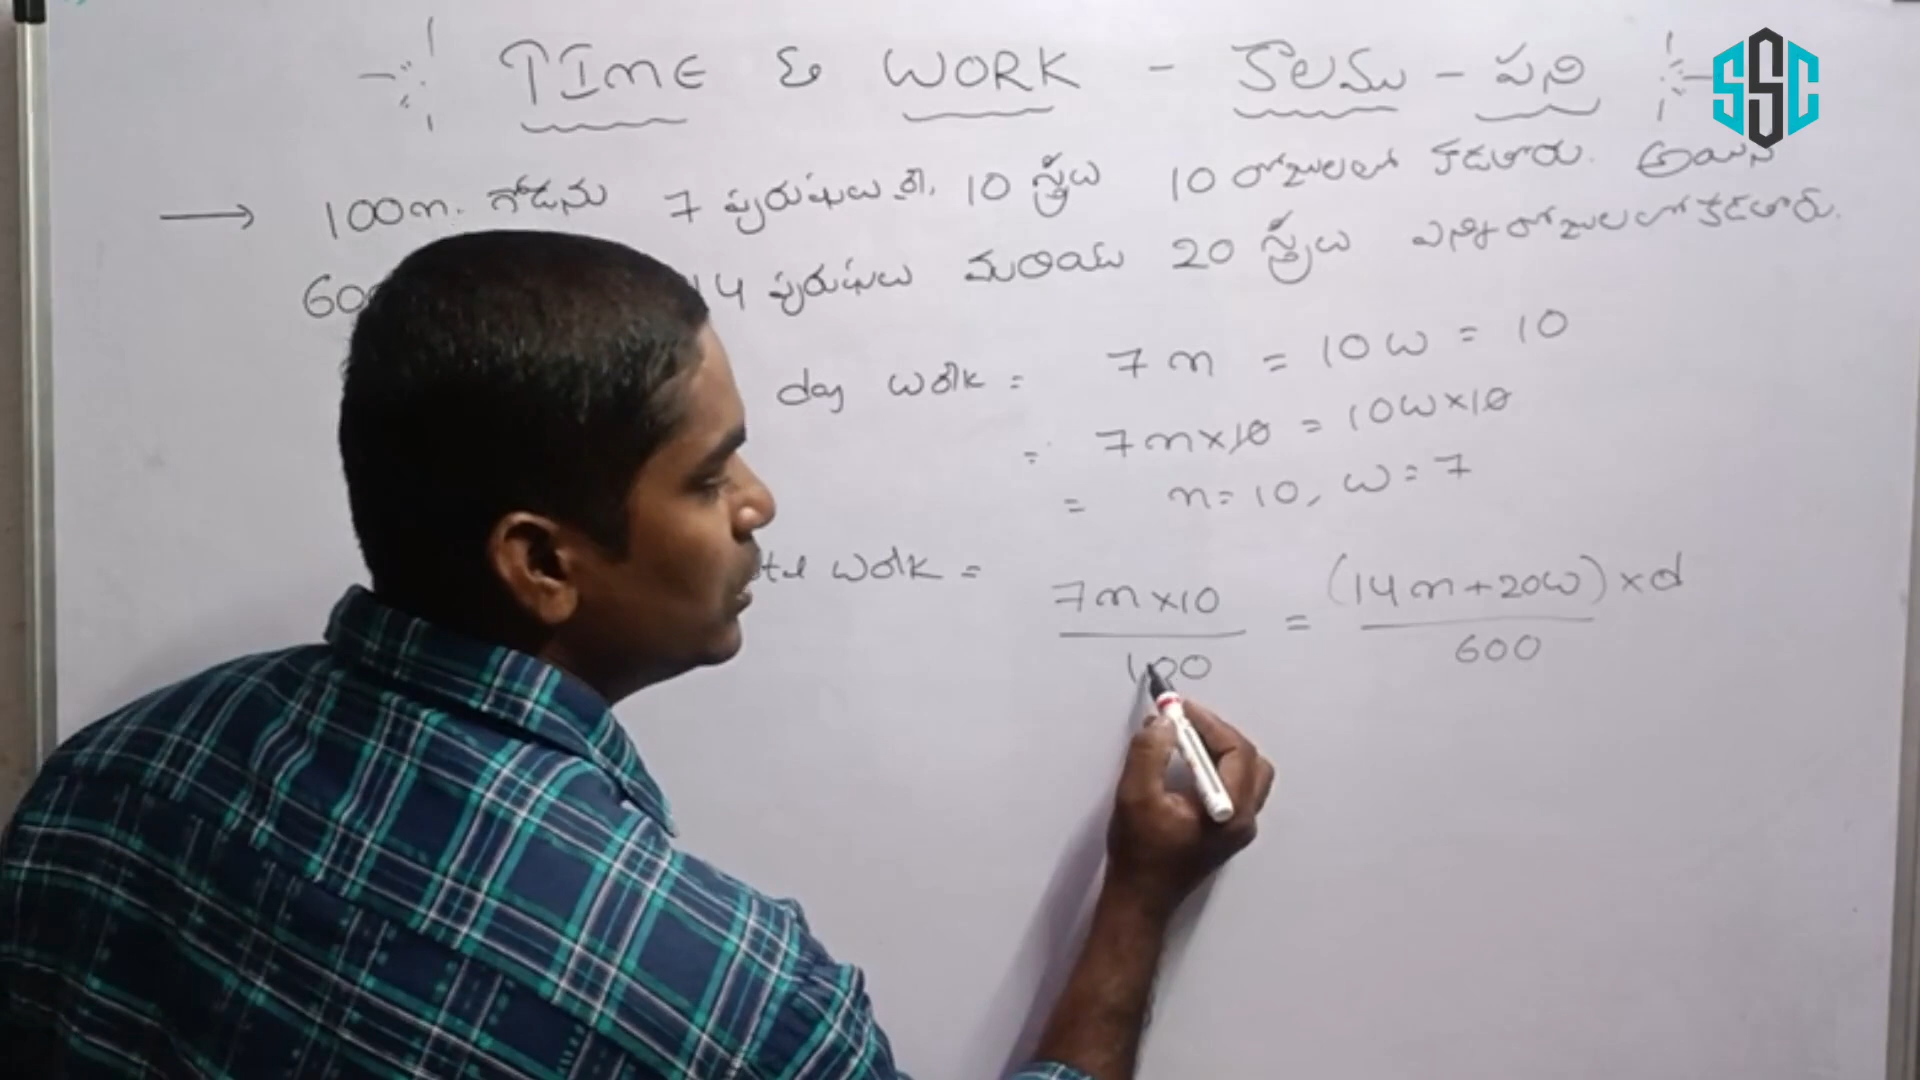 TIME & WORK - కాలము - పని
SSC
→ 100m. గోడను 7 పురుషులు లే. 10 స్త్రీలు 10 రోజులలో కడతారు. అయిన
14 పురుషులు మరియు 20 స్త్రీలు ఎన్ని రోజులలో కడతారు.
day work = 7m = 10w = 10
= 7m×10 = 10w×10
= m=10, w=7
work = 7m×10 / 100 = (14m+20w)×d / 600